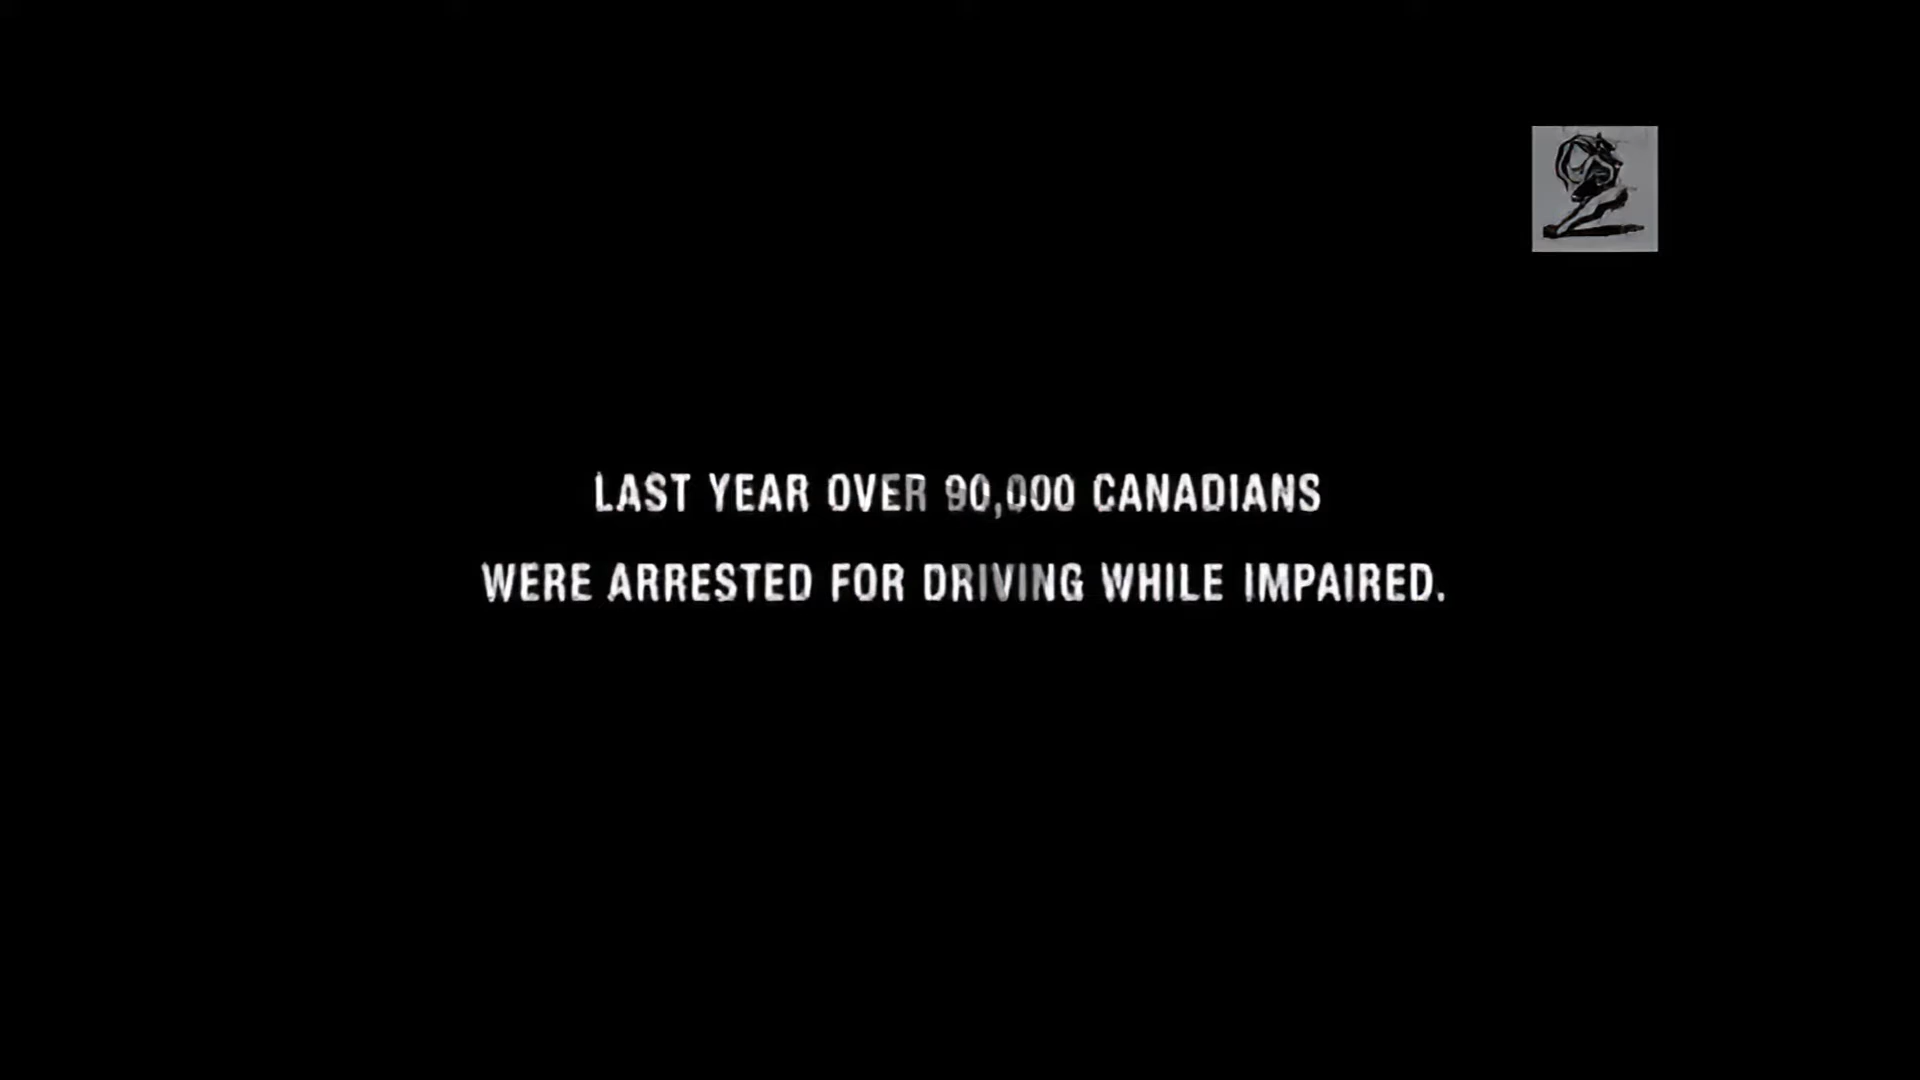 LAST YEAR OVER 90,000 CANADIANS
WERE ARRESTED FOR DRIVING WHILE IMPAIRED.